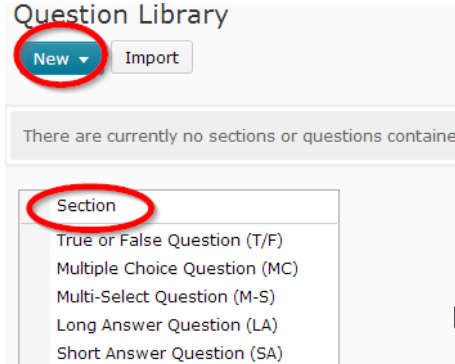 Question Library
New Import
There are currently no sections or questions
Section
True or False Question (T/F)
Multiple Choice Question (MC)
Multi-Select Question (M-S)
Long Answer Question (LA)
Short Answer Question (SA)